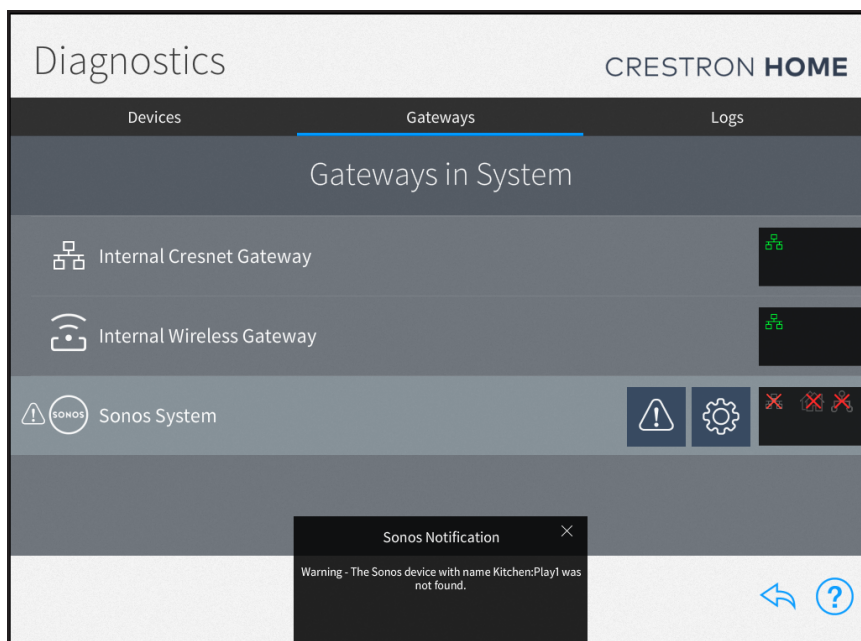 Diagnostics
CRESTRON HOME
Devices
Gateways
Logs
Gateways in System
Internal Cresnet Gateway
Internal Wireless Gateway
SONOS
Sonos System
Sonos Notification
Warning - The Sonos device with name Kitchen:Play1 was
not found.
?